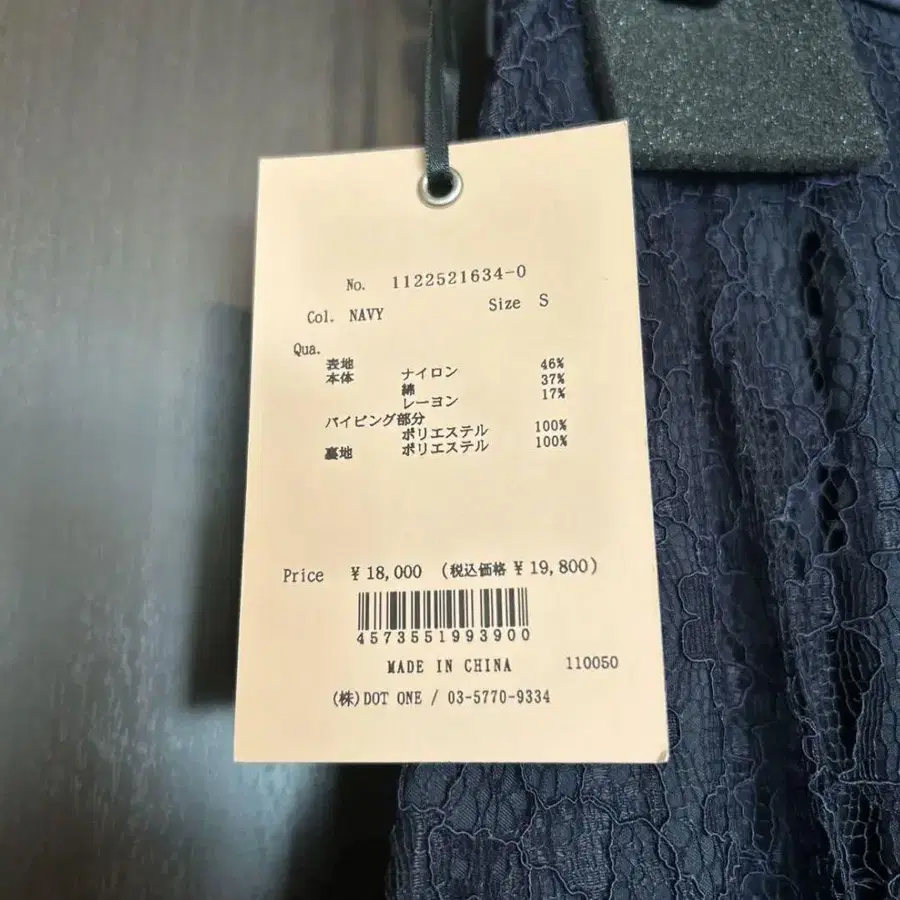 No. 1122521634-0
Col. NAVY Size S
Qua.
表地
本体 ナイロン 46%
綿 37%
レーヨン 17%
パイピング部分
ポリエステル 100%
裏地 ポリエステル 100%
Price ¥18,000 (税込価格¥19,800)
4573551993900
MADE IN CHINA 110050
(株)DOT ONE / 03-5770-9334